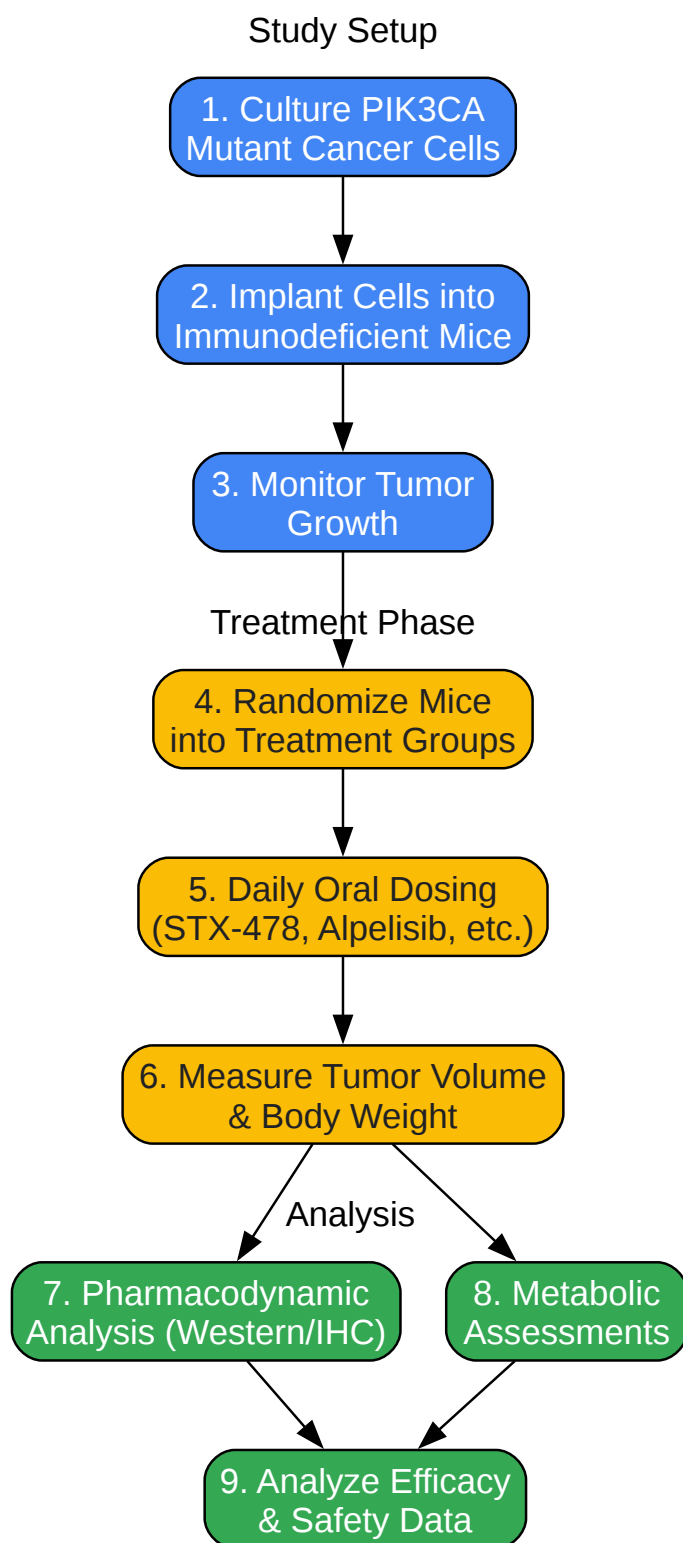 Study Setup
1. Culture PIK3CA
Mutant Cancer Cells
2. Implant Cells into
Immunodeficient Mice
3. Monitor Tumor
Growth
Treatment Phase
4. Randomize Mice
into Treatment Groups
5. Daily Oral Dosing
(STX-478, Alpelisib, etc.)
6. Measure Tumor Volume
& Body Weight
Analysis
7. Pharmacodynamic
Analysis (Western/IHC)
8. Metabolic
Assessments
9. Analyze Efficacy
& Safety Data